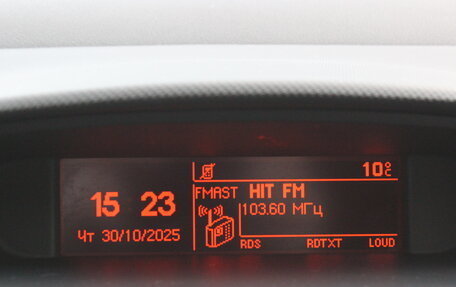 10°C
FMAST HIT FM
15 23
103.60 МГц
Чт 30/10/2025
RDS RDTXT LOUD